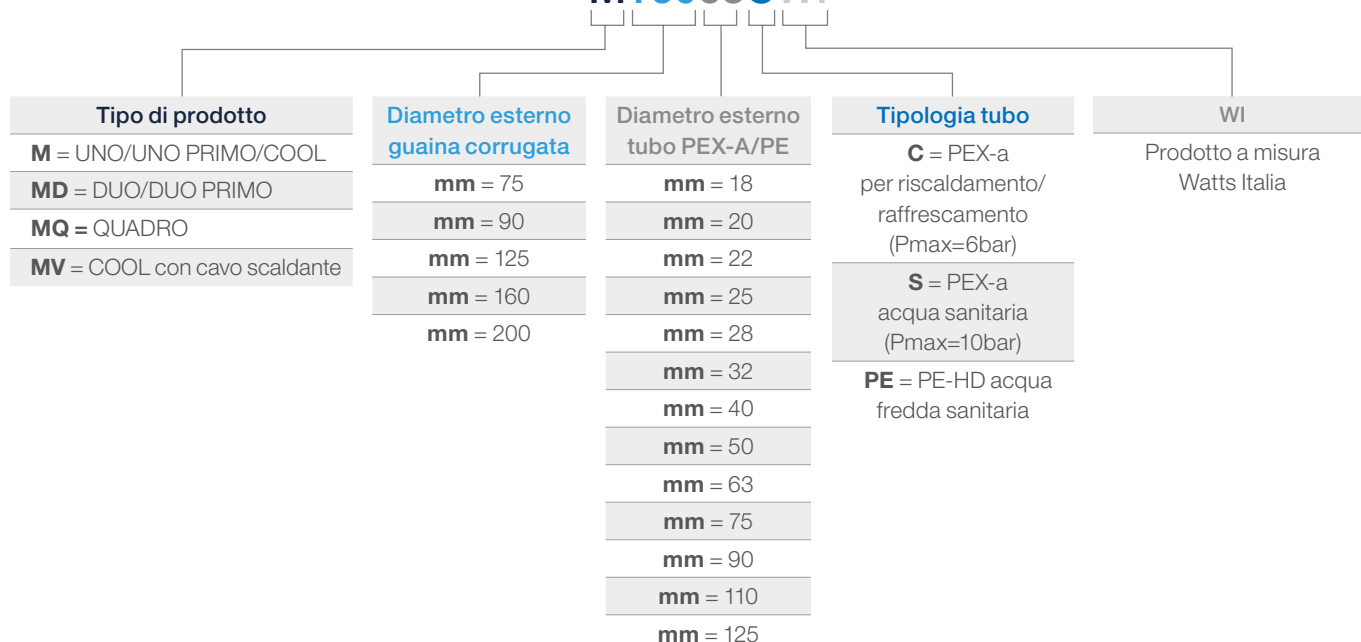 Tipo di prodotto
M = UNO/UNO PRIMO/COOL
MD = DUO/DUO PRIMO
MQ = QUADRO
MV = COOL con cavo scaldante
Diametro esterno
guaina corrugata
mm = 75
mm = 90
mm = 125
mm = 160
mm = 200
Diametro esterno
tubo PEX-A/PE
mm = 18
mm = 20
mm = 22
mm = 25
mm = 28
mm = 32
mm = 40
mm = 50
mm = 63
mm = 75
mm = 90
mm = 110
mm = 125
Tipologia tubo
C = PEX-a
per riscaldamento/
raffrescamento
(Pmax=6bar)
S = PEX-a
acqua sanitaria
(Pmax=10bar)
PE = PE-HD acqua
fredda sanitaria
WI
Prodotto a misura
Watts Italia